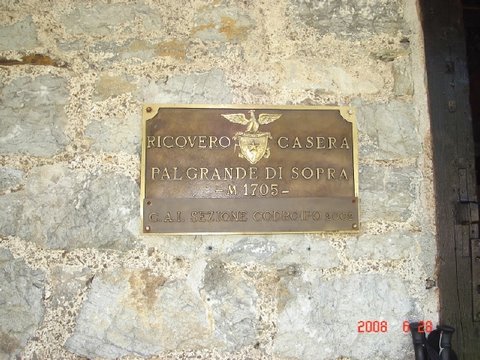 RICOVERO CASERA
PAL GRANDE DI SOPRA
-M 1705-
C.A.I. SEZIONE CODROIPO 2002
2008 6 28